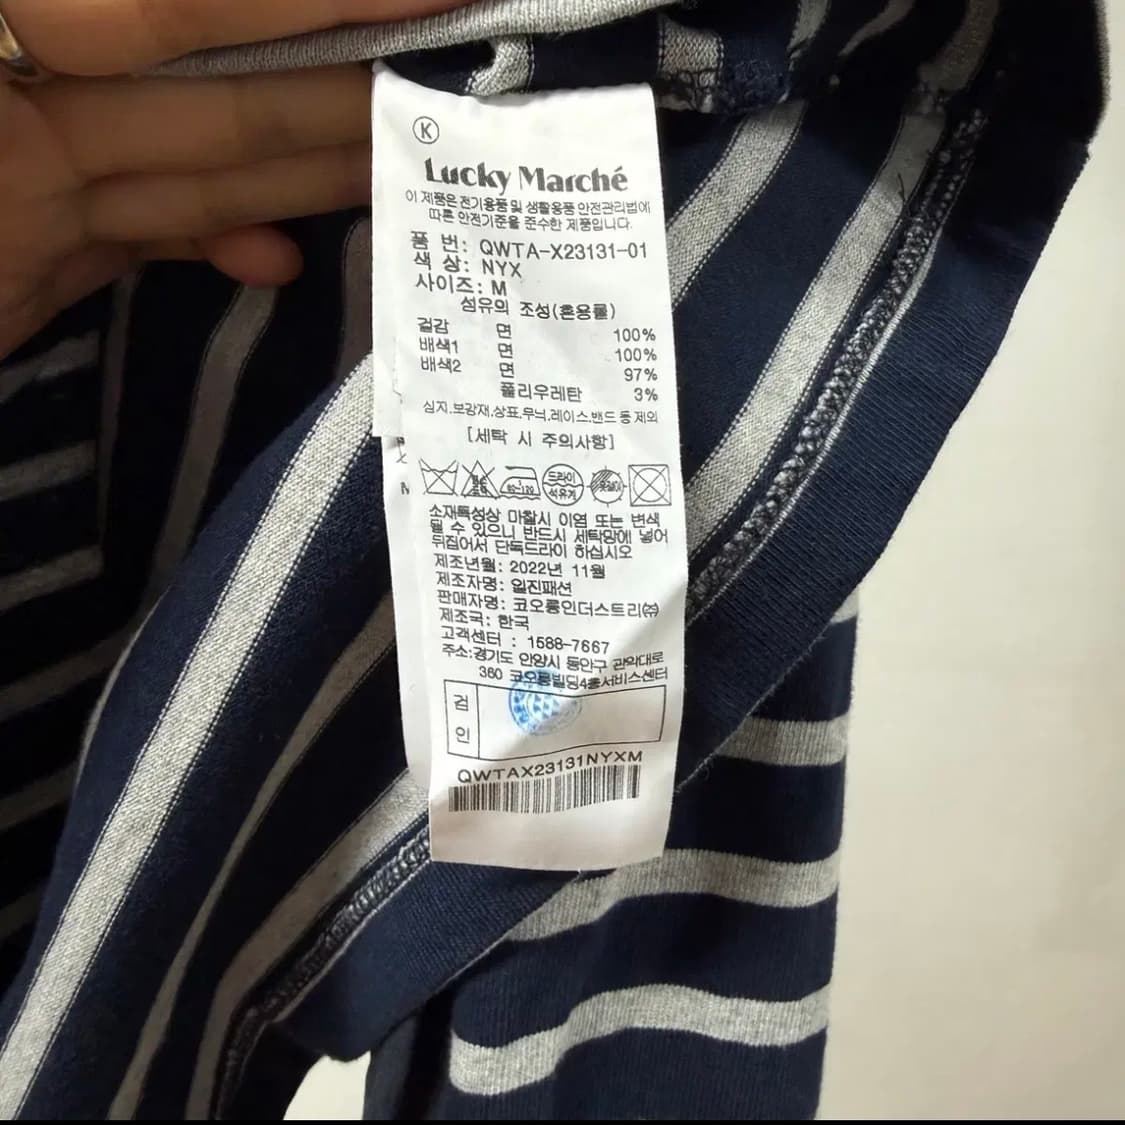 K
Lucky Marché
이 제품은 전기용품및 생활용품 안전관리법에
따른 안전기준을 준수한 제품입니다.
품 번: QWTA-X23131-01
색 상: NYX
사이즈: M
섬유의 조성(혼용률)
겉감 면 100%
배색1 면 100%
배색2 면 97%
폴리우레탄 3%
심지.보강재.상표.무늬.레이스.밴드 등 제외
[세탁 시 주의사항]
80~120 드라이 석유계
소재특성상 마찰시 이염 또는 변색
될 수 있으니 반드시 세탁망에 넣어
뒤집어서 단독드라이 하십시오
제조년월: 2022년 11월
제조자명: 일진패션
판매자명: 코오롱인더스트리㈜
제조국: 한국
고객센터 : 1588-7667
주소:경기도 안양시 동안구 관악대로
360 코오롱빌딩4층서비스센터
검인
QWTAX23131NYXM